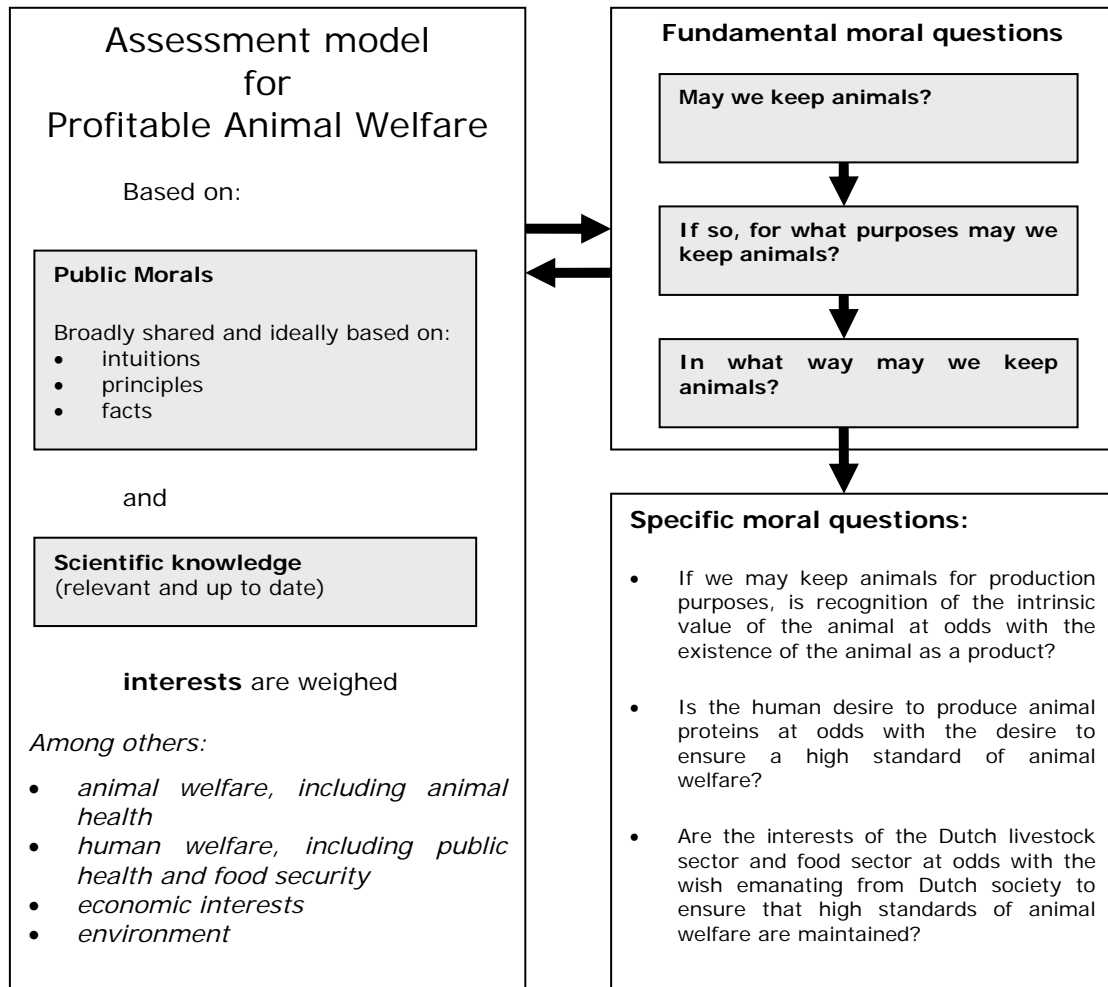 Assessment model
for
Profitable Animal Welfare
Based on:
Public Morals
Broadly shared and ideally based on:
• intuitions
• principles
• facts
and
Scientific knowledge
(relevant and up to date)
interests are weighed
Among others:
• animal welfare, including animal
health
• human welfare, including public
health and food security
• economic interests
• environment
Fundamental moral questions
May we keep animals?
If so, for what purposes may we
keep animals?
In what way may we keep
animals?
Specific moral questions:
• If we may keep animals for production
purposes, is recognition of the intrinsic
value of the animal at odds with the
existence of the animal as a product?
• Is the human desire to produce animal
proteins at odds with the desire to
ensure a high standard of animal
welfare?
• Are the interests of the Dutch livestock
sector and food sector at odds with the
wish emanating from Dutch society to
ensure that high standards of animal
welfare are maintained?